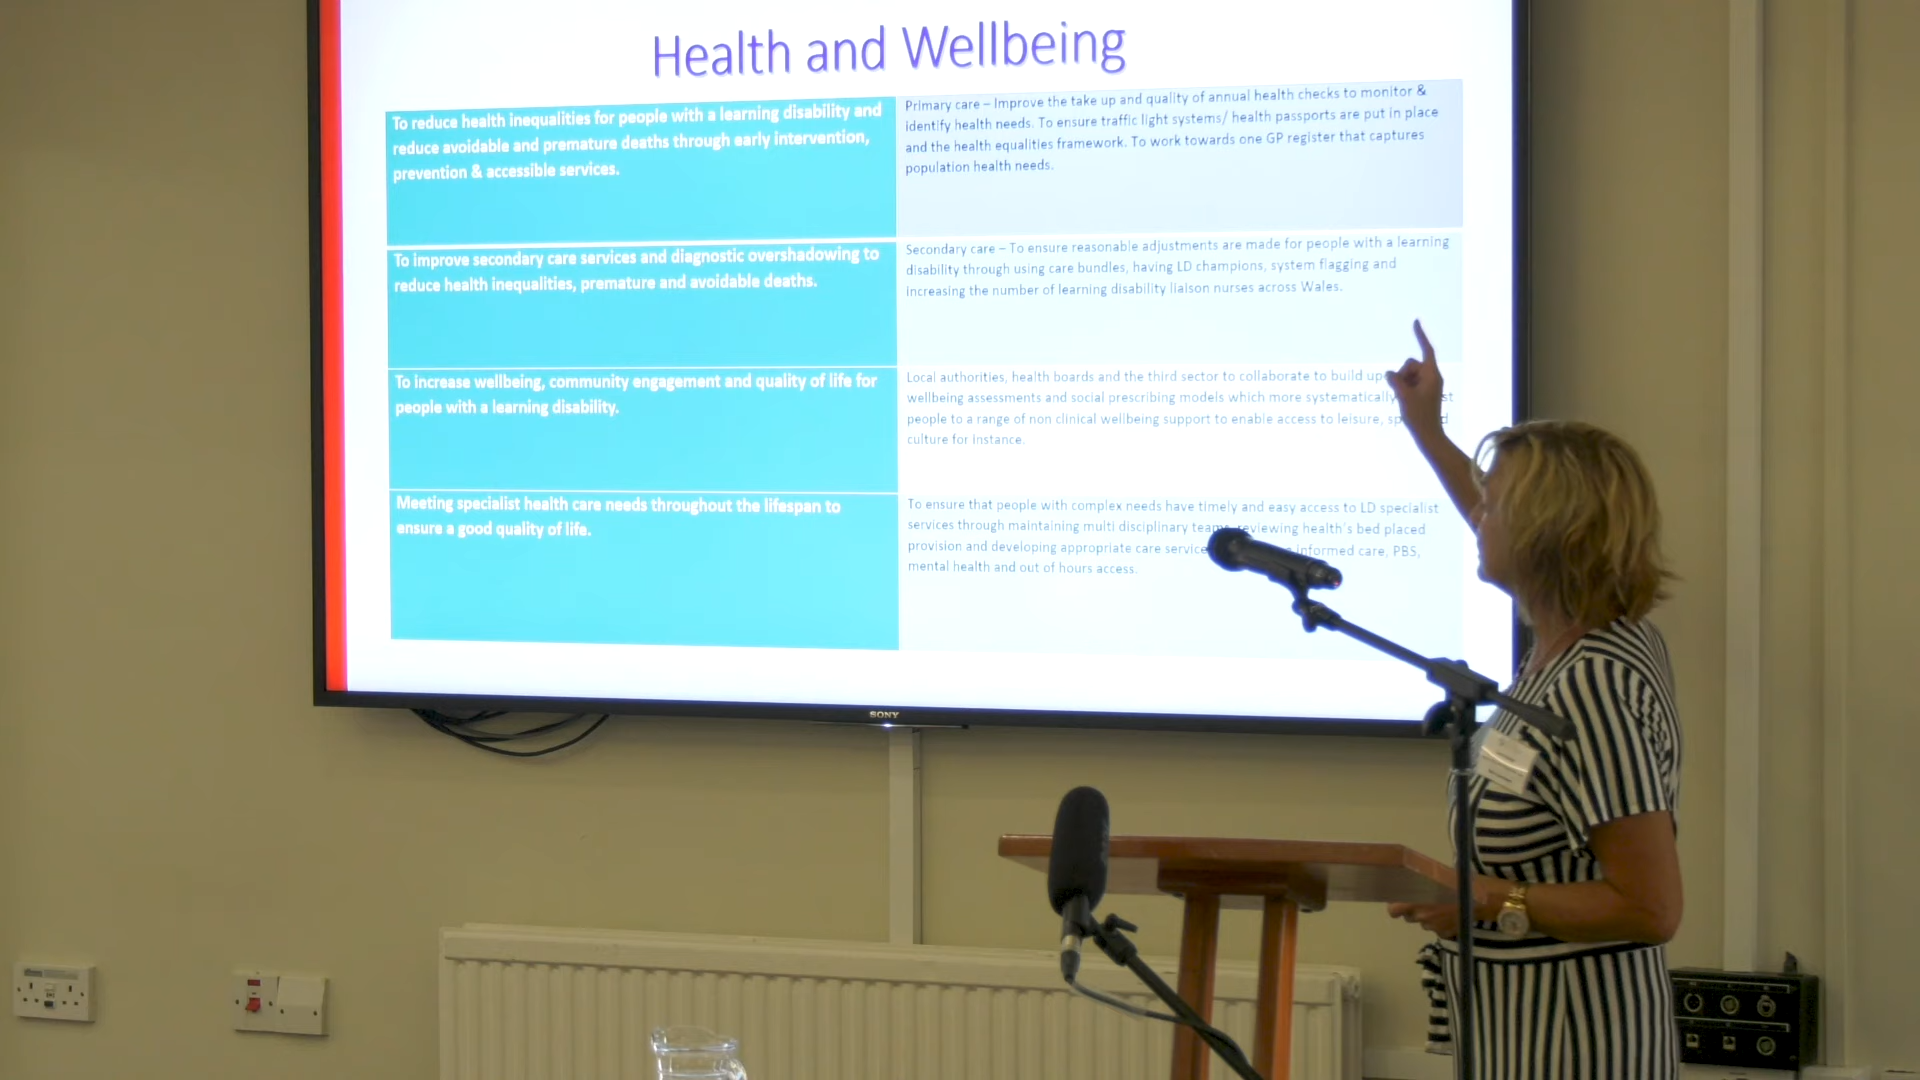 Health and Wellbeing
To reduce health inequalities for people with a learning disability and
reduce avoidable and premature deaths through early intervention,
prevention & accessible services.
Primary care – Improve the take up and quality of annual health checks to monitor &
identify health needs. To ensure traffic light systems/ health passports are put in place
and the health equalities framework. To work towards one GP register that captures
population health needs.
To improve secondary care services and diagnostic overshadowing to
reduce health inequalities, premature and avoidable deaths.
Secondary care – To ensure reasonable adjustments are made for people with a learning
disability through using care bundles, having LD champions, system flagging and
increasing the number of learning disability liaison nurses across Wales.
To increase wellbeing, community engagement and quality of life for
people with a learning disability.
Local authorities, health boards and the third sector to collaborate to build up
wellbeing assessments and social prescribing models which more systematically
people to a range of non clinical wellbeing support to enable access to leisure,
culture for instance.
Meeting specialist health care needs throughout the lifespan to
ensure a good quality of life.
To ensure that people with complex needs have timely and easy access to LD specialist
services through maintaining multi disciplinary reviewing health's bed placed
provision and developing appropriate care informed care, PBS,
mental health and out of hours access.
SONY